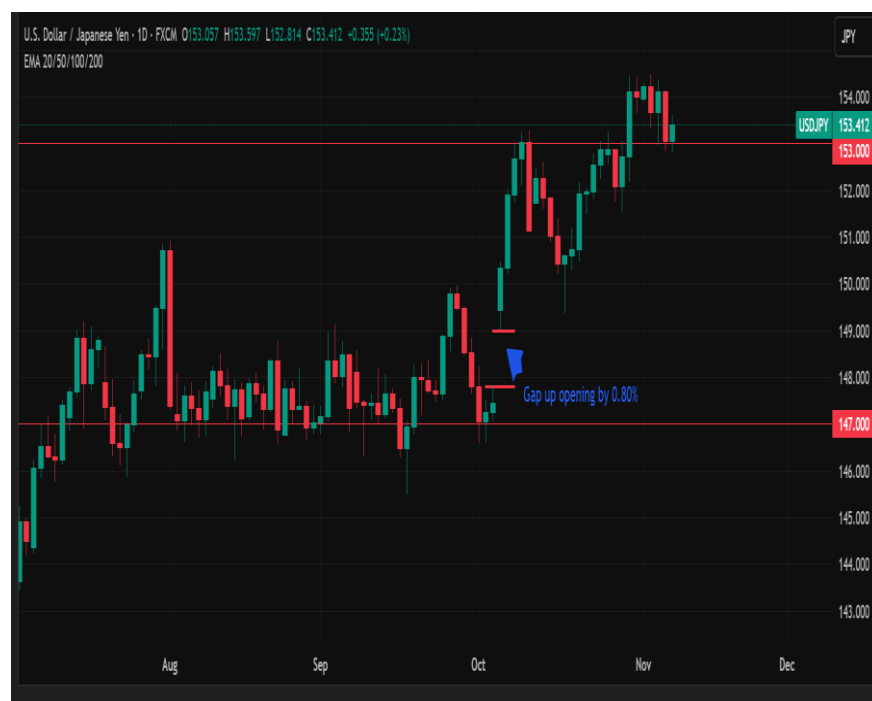 U.S. Dollar / Japanese Yen · 1D · FXCM O153.057 H153.597 L152.814 C153.412 +0.355 (+0.23%)
JPY
EMA 20/50/100/200
154.000
USDJPY 153.412
153.000
152.000
151.000
150.000
149.000
148.000
Gap up opening by 0.80%
147.000
146.000
145.000
144.000
143.000
Aug Sep Oct Nov Dec